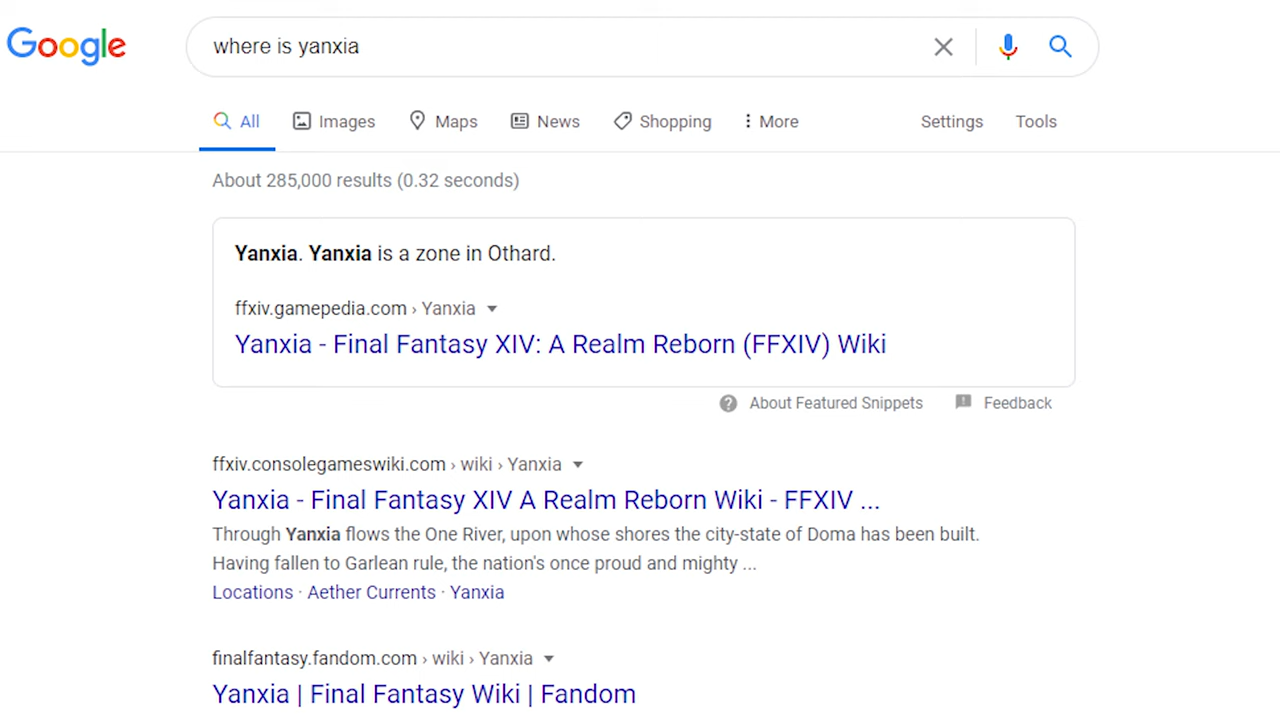 Google
where is yanxia
All Images Maps News Shopping More Settings Tools
About 285,000 results (0.32 seconds)
Yanxia. Yanxia is a zone in Othard.
ffxiv.gamepedia.com › Yanxia
Yanxia - Final Fantasy XIV: A Realm Reborn (FFXIV) Wiki
About Featured Snippets Feedback
ffxiv.consolegameswiki.com › wiki › Yanxia
Yanxia - Final Fantasy XIV A Realm Reborn Wiki - FFXIV ...
Through Yanxia flows the One River, upon whose shores the city-state of Doma has been built.
Having fallen to Garlean rule, the nation's once proud and mighty ...
Locations · Aether Currents · Yanxia
finalfantasy.fandom.com › wiki › Yanxia
Yanxia | Final Fantasy Wiki | Fandom